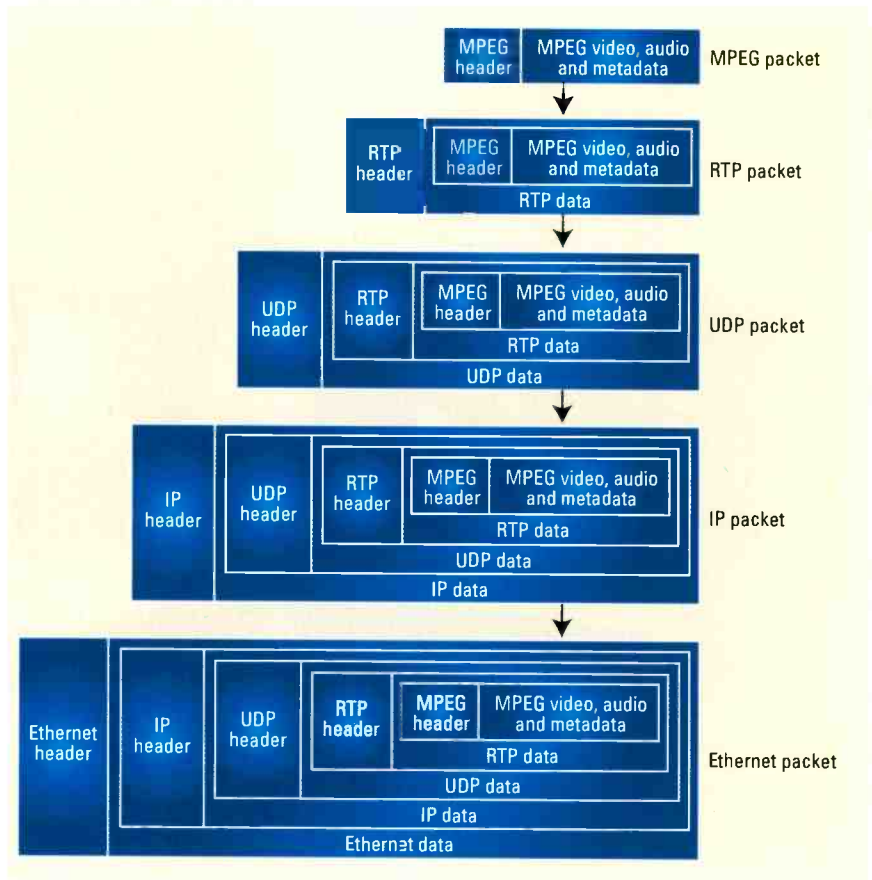 MPEG header
MPEG video, audio and metadata
MPEG packet
RTP header
MPEG header
MPEG video, audio and metadata
RTP data
RTP packet
UDP header
RTP header
MPEG header
MPEG video, audio and metadata
RTP data
UDP data
UDP packet
IP header
UDP header
RTP header
MPEG header
MPEG video, audio and metadata
RTP data
UDP data
IP data
IP packet
Ethernet header
IP header
UDP header
RTP header
MPEG header
MPEG video, audio and metadata
RTP data
UDP data
IP data
Ethernet data
Ethernet packet